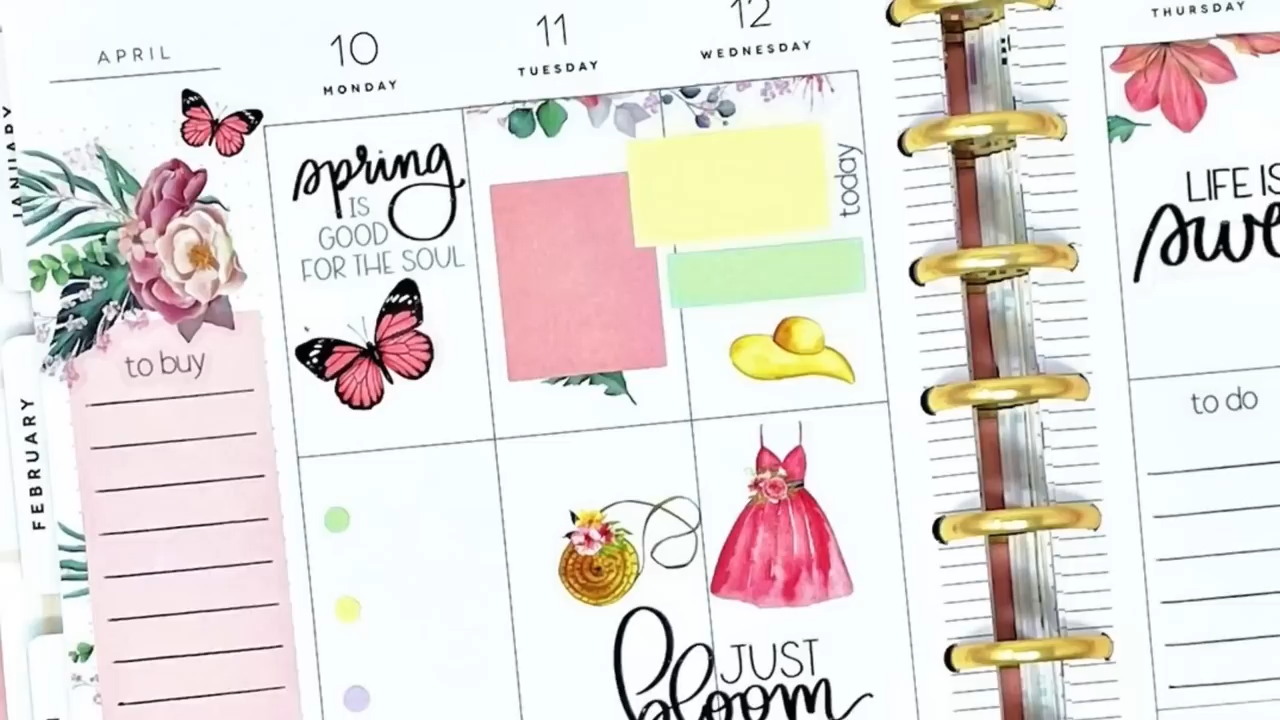 APRIL
10
MONDAY
11
TUESDAY
12
WEDNESDAY
THURSDAY
JANUARY
spring
IS
GOOD
FOR THE SOUL
today
LIFE IS
to buy
to do
FEBRUARY
JUST
bloom